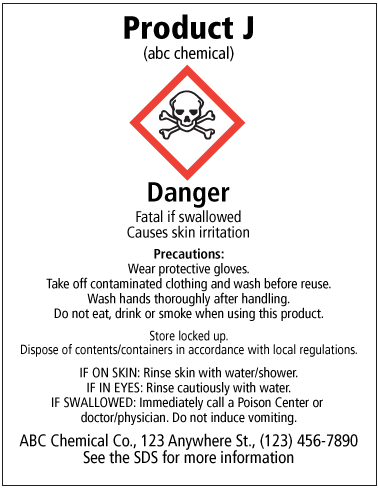 Product J
(abc chemical)
Danger
Fatal if swallowed
Causes skin irritation
Precautions:
Wear protective gloves.
Take off contaminated clothing and wash before reuse.
Wash hands thoroughly after handling.
Do not eat, drink or smoke when using this product.
Store locked up.
Dispose of contents/containers in accordance with local regulations.
IF ON SKIN: Rinse skin with water/shower.
IF IN EYES: Rinse cautiously with water.
IF SWALLOWED: Immediately call a Poison Center or
doctor/physician. Do not induce vomiting.
ABC Chemical Co., 123 Anywhere St., (123) 456-7890
See the SDS for more information